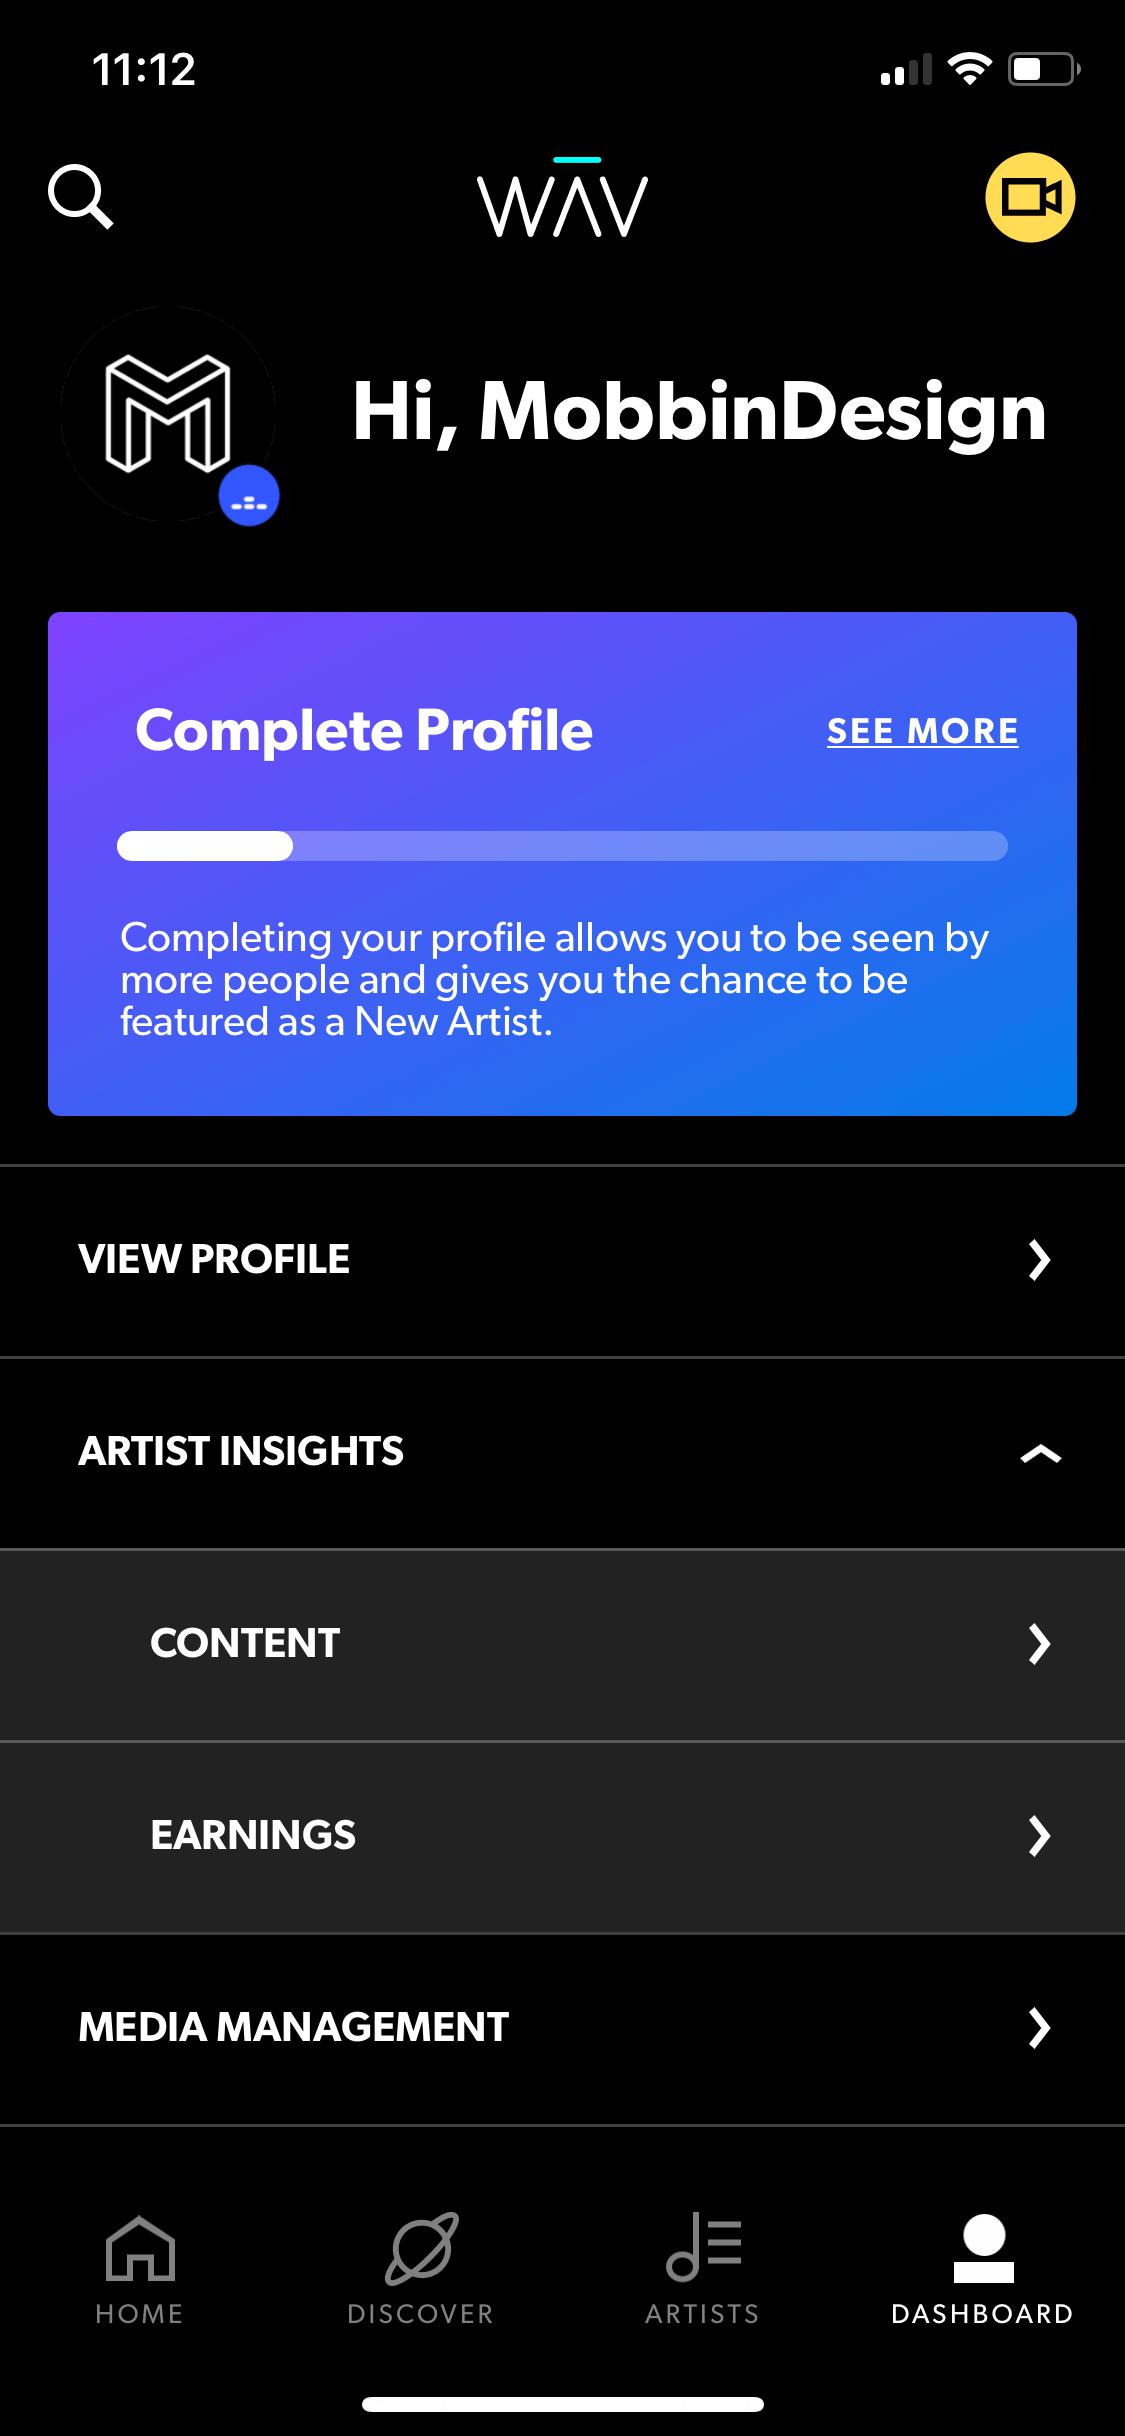 11:12
WAV
Hi, MobbinDesign
Complete Profile
SEE MORE
Completing your profile allows you to be seen by
more people and gives you the chance to be
featured as a New Artist.
VIEW PROFILE
ARTIST INSIGHTS
CONTENT
EARNINGS
MEDIA MANAGEMENT
HOME
DISCOVER
ARTISTS
DASHBOARD